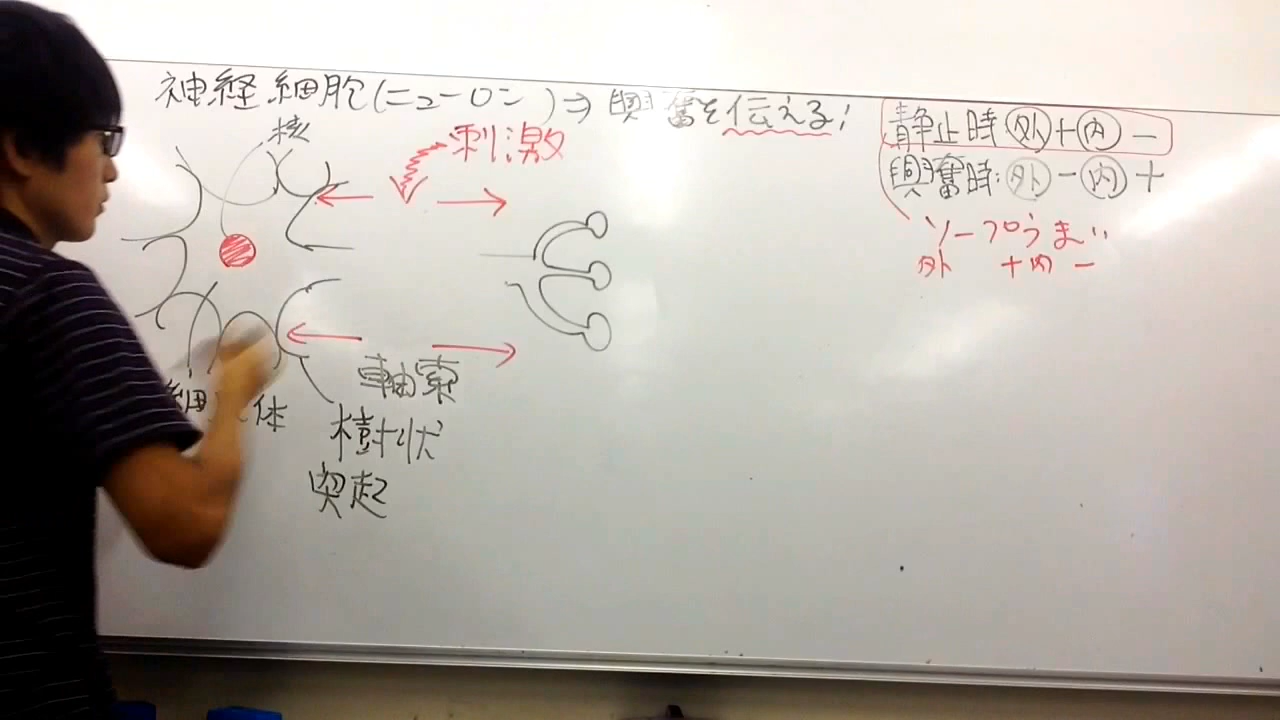 神経細胞(ニューロン)⇒興奮を伝える!
核
刺激
静止時 外+内-
興奮時:外-内+
ソープうまい
外 +内-
軸索
樹状
突起
細 体